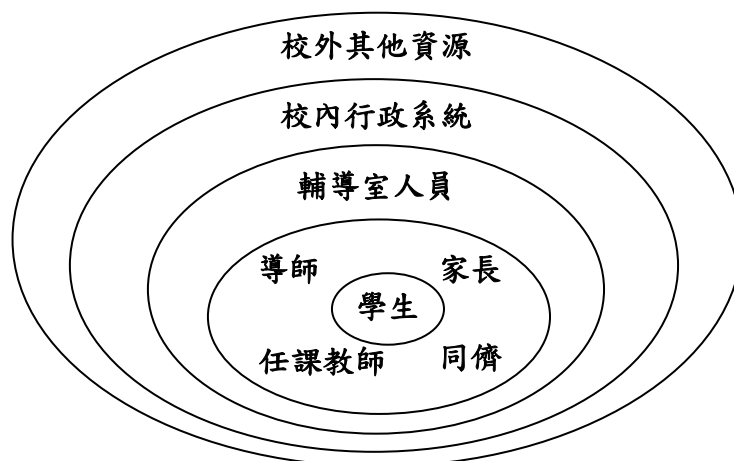 校外其他資源
校內行政系統
輔導室人員
導師 家長
學生
任課教師 同儕